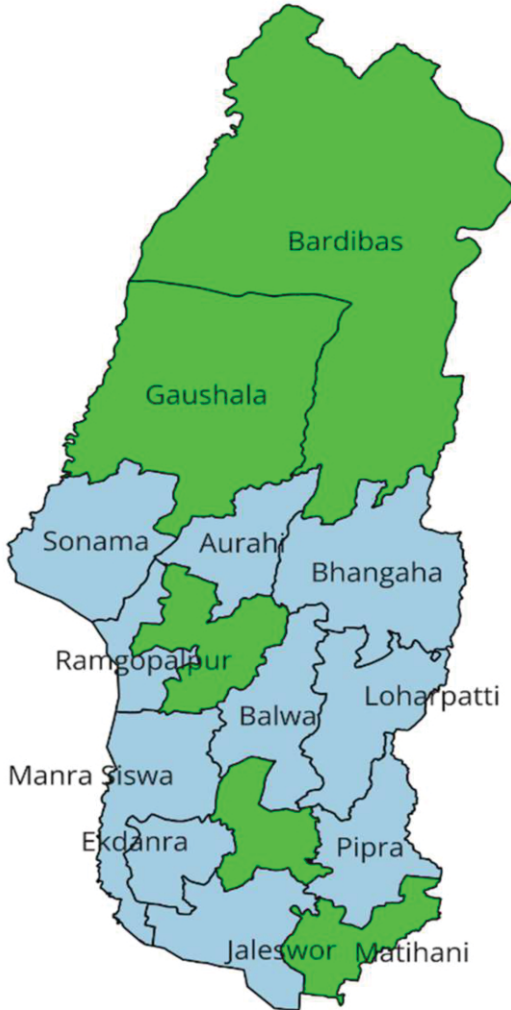 Bardibas
Gaushala
Sonama
Aurahi
Bhangaha
Ramgopalpur
Loharpatti
Balwa
Manra Siswa
Ekdanra
Pipra
Jaleswor
Matihani